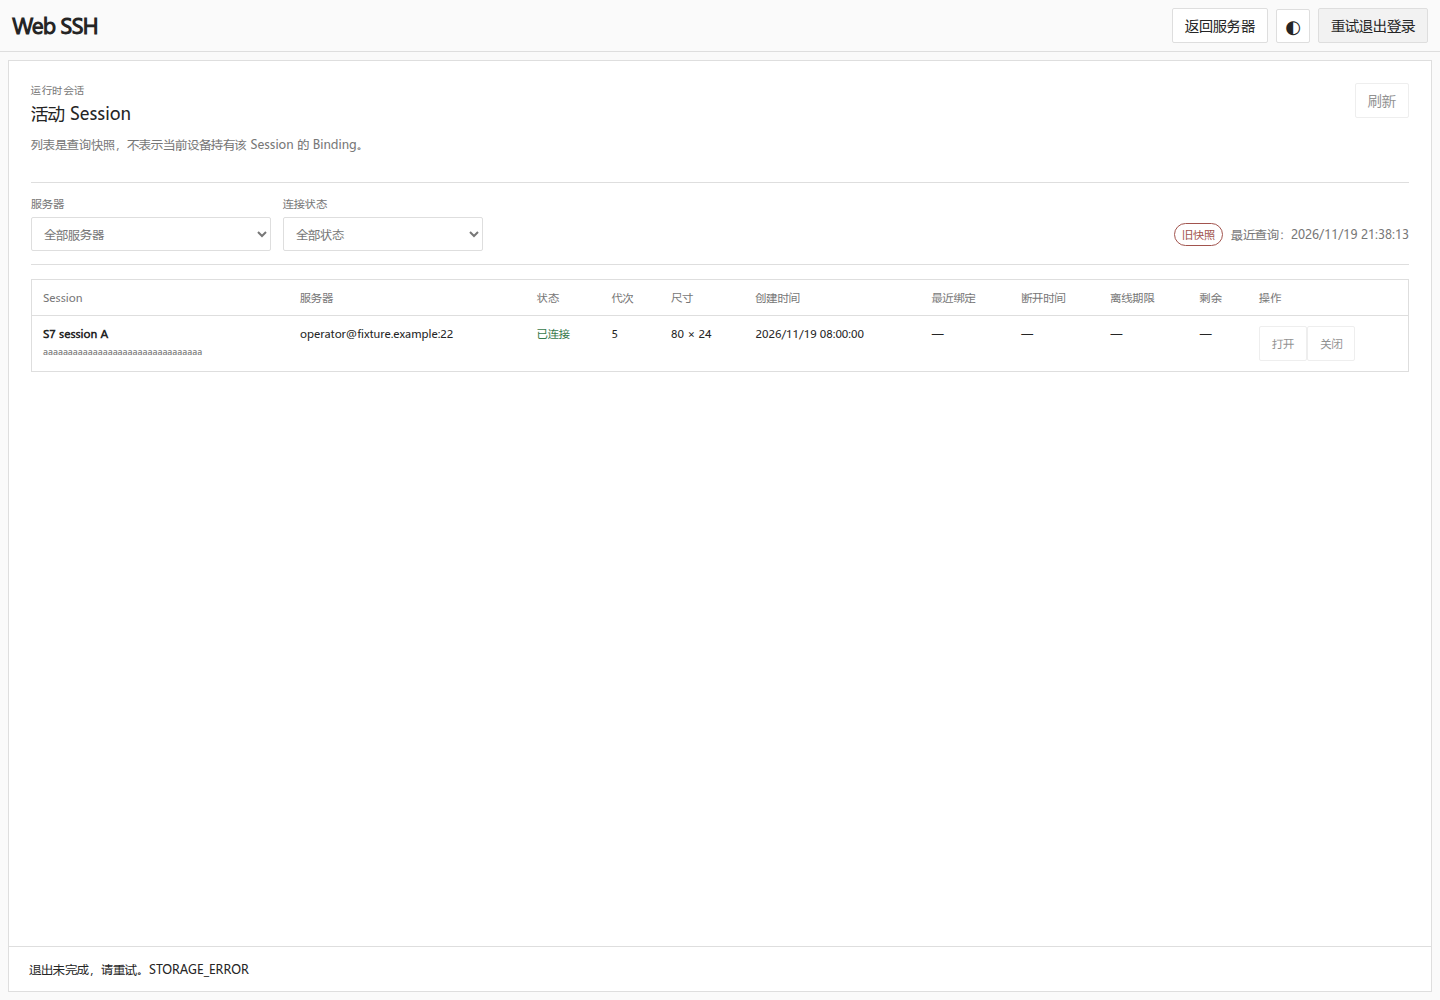 Web SSH
返回服务器 ◐ 重试退出登录
运行时会话
活动 Session
刷新
列表是查询快照，不表示当前设备持有该 Session 的 Binding。
服务器 连接状态
全部服务器 全部状态
旧快照 最近查询：2026/11/19 21:38:13
Session 服务器 状态 代次 尺寸 创建时间 最近绑定 断开时间 离线期限 剩余 操作
S7 session A operator@fixture.example:22 已连接 5 80 × 24 2026/11/19 08:00:00 — — — — 打开 关闭
aaaaaaaaaaaaaaaaaaaaaaaaaaaaaaaa
退出未完成，请重试。STORAGE_ERROR